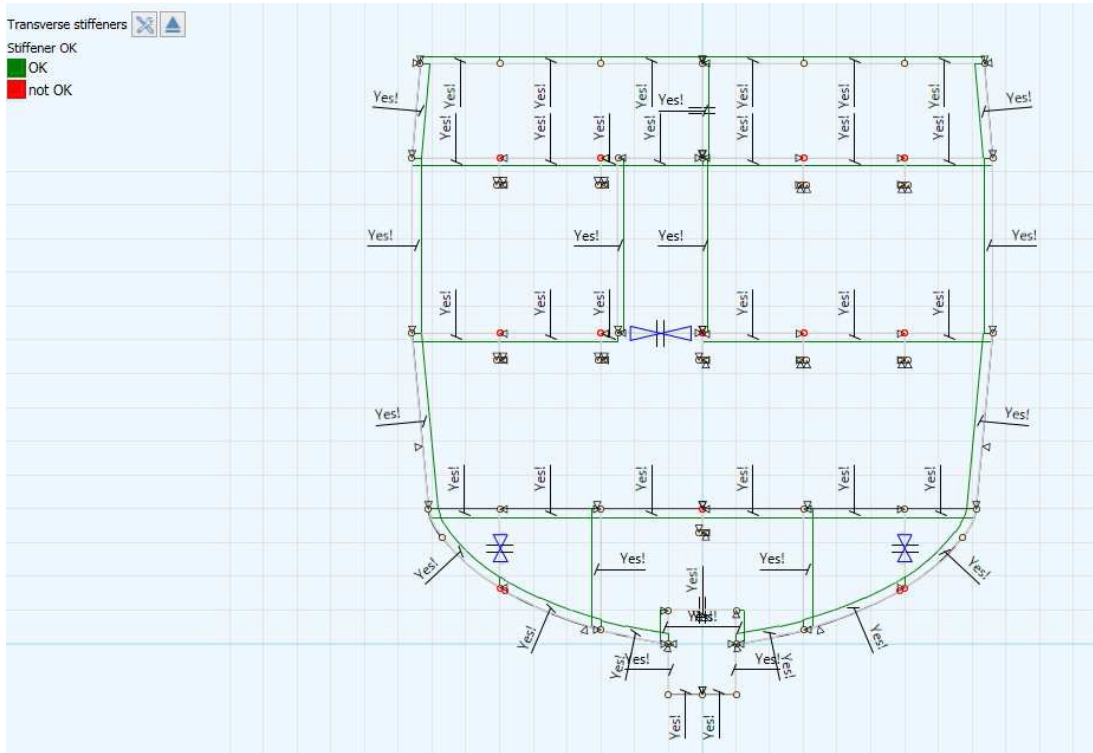 Transverse stiffeners
Stiffener OK
OK
not OK
Yes! Yes! Yes! Yes! Yes! Yes! Yes! Yes! Yes! Yes!
Yes! Yes! Yes! Yes! Yes! Yes! Yes!
Yes! Yes! Yes! Yes!
Yes! Yes! Yes! Yes! Yes! Yes!
Yes! Yes!
Yes! Yes! Yes! Yes! Yes! Yes!
Yes! Yes! Yes! Yes! Yes!
Yes! Yes! Yes!
Yes! Yes! Yes! Yes!
Yes! Yes!